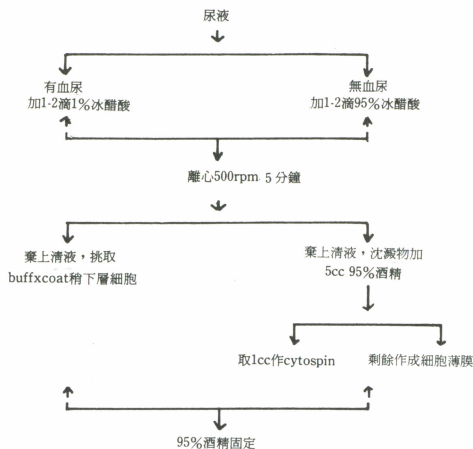 尿液
有血尿
加1-2滴1%冰醋酸
無血尿
加1-2滴95%冰醋酸
離心500rpm 5分鐘
棄上清液，挑取
buffxcoat稍下層細胞
棄上清液，沈澱物加
5cc 95%酒精
取1cc作cytospin
剩餘作成細胞薄膜
95%酒精固定